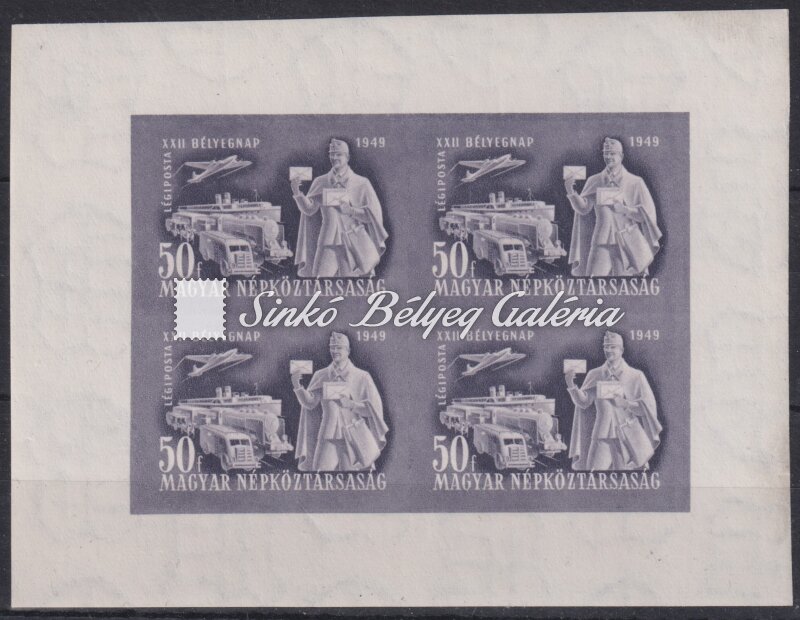 XXII BÉLYEGNAP 1949
LÉGIPOSTA
50f
MAGYAR NÉPKÖZTÁRSASÁG
XXII BÉLYEGNAP 1949
LÉGIPOSTA
50f
MAGYAR NÉPKÖZTÁRSASÁG
Sinkó Bélyeg Galéria
XXII BÉLYEGNAP 1949
LÉGIPOSTA
50f
MAGYAR NÉPKÖZTÁRSASÁG
XXII BÉLYEGNAP 1949
LÉGIPOSTA
50f
MAGYAR NÉPKÖZTÁRSASÁG